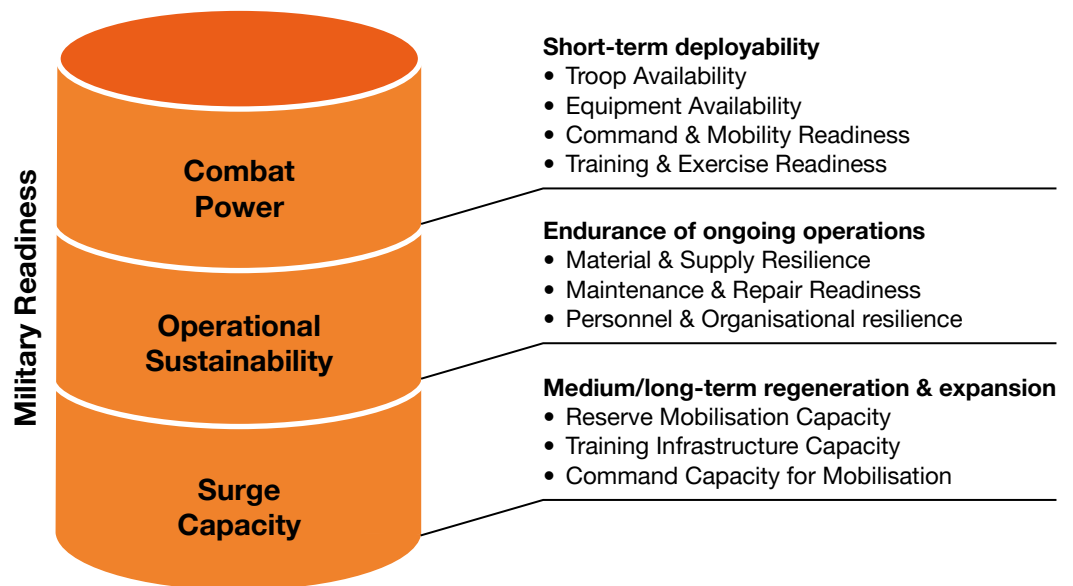 Military Readiness
Combat
Power
Short-term deployability
• Troop Availability
• Equipment Availability
• Command & Mobility Readiness
• Training & Exercise Readiness
Operational
Sustainability
Endurance of ongoing operations
• Material & Supply Resilience
• Maintenance & Repair Readiness
• Personnel & Organisational resilience
Surge
Capacity
Medium/long-term regeneration & expansion
• Reserve Mobilisation Capacity
• Training Infrastructure Capacity
• Command Capacity for Mobilisation